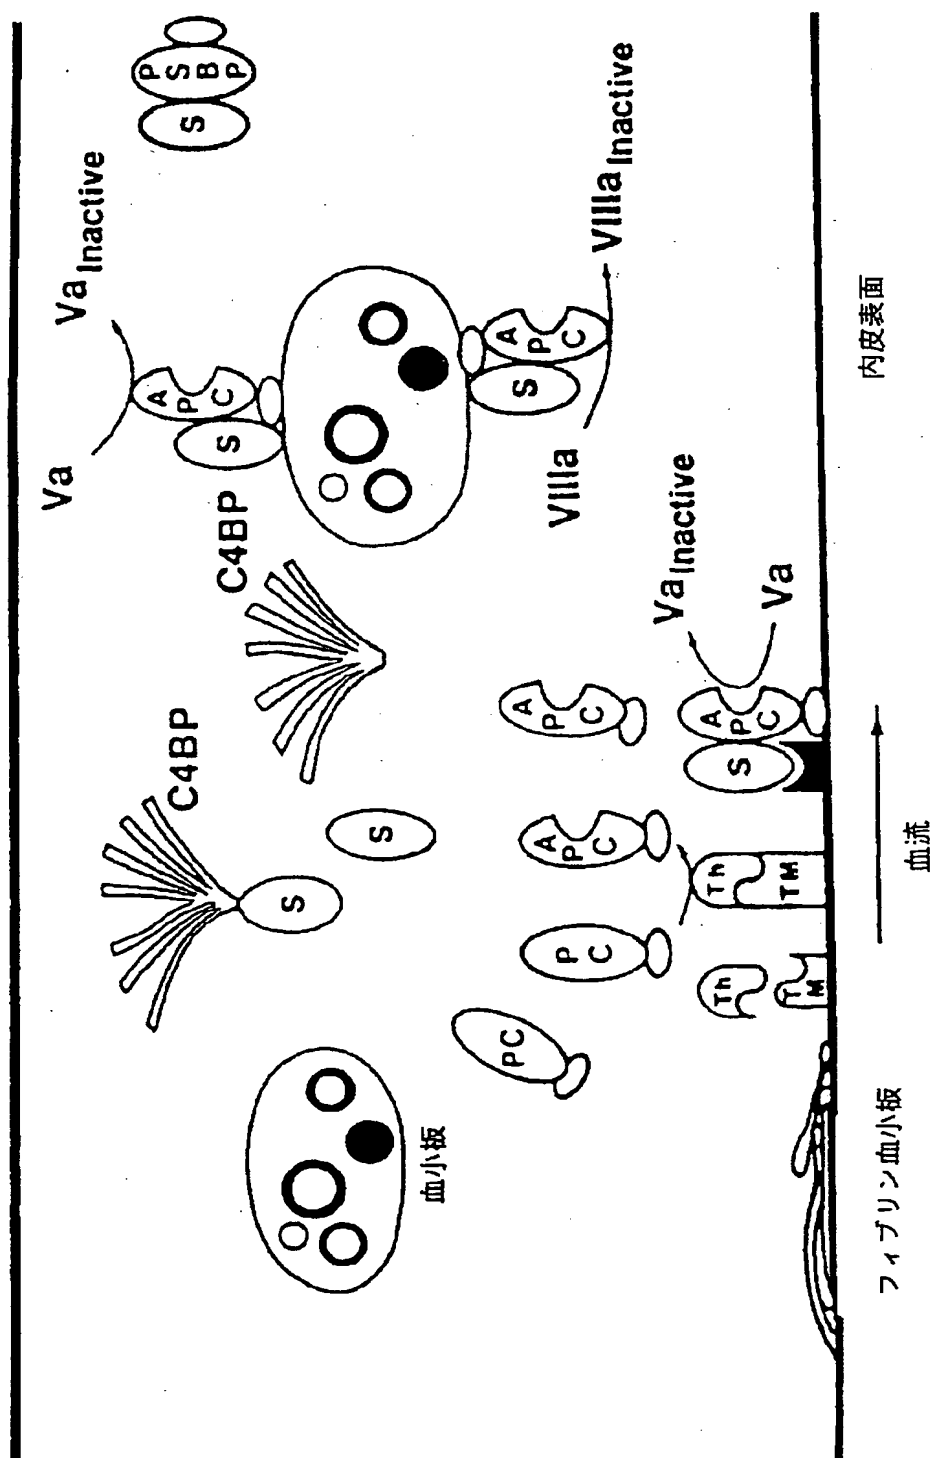 Va
Va Inactive
S
PSBP
C4BP
C4BP
S
APC
S
S
血小板
S
APC
VIIIa
VIIIa Inactive
PC
PC
APC
APC
Th
TM
Th
TM
S
APC
Va Inactive
Va
フィブリン血小板
血流
内皮表面